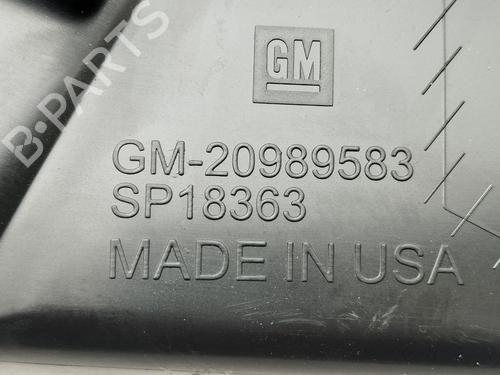 B-PARTS
GM
GM-20989583
SP18363
MADE IN USA